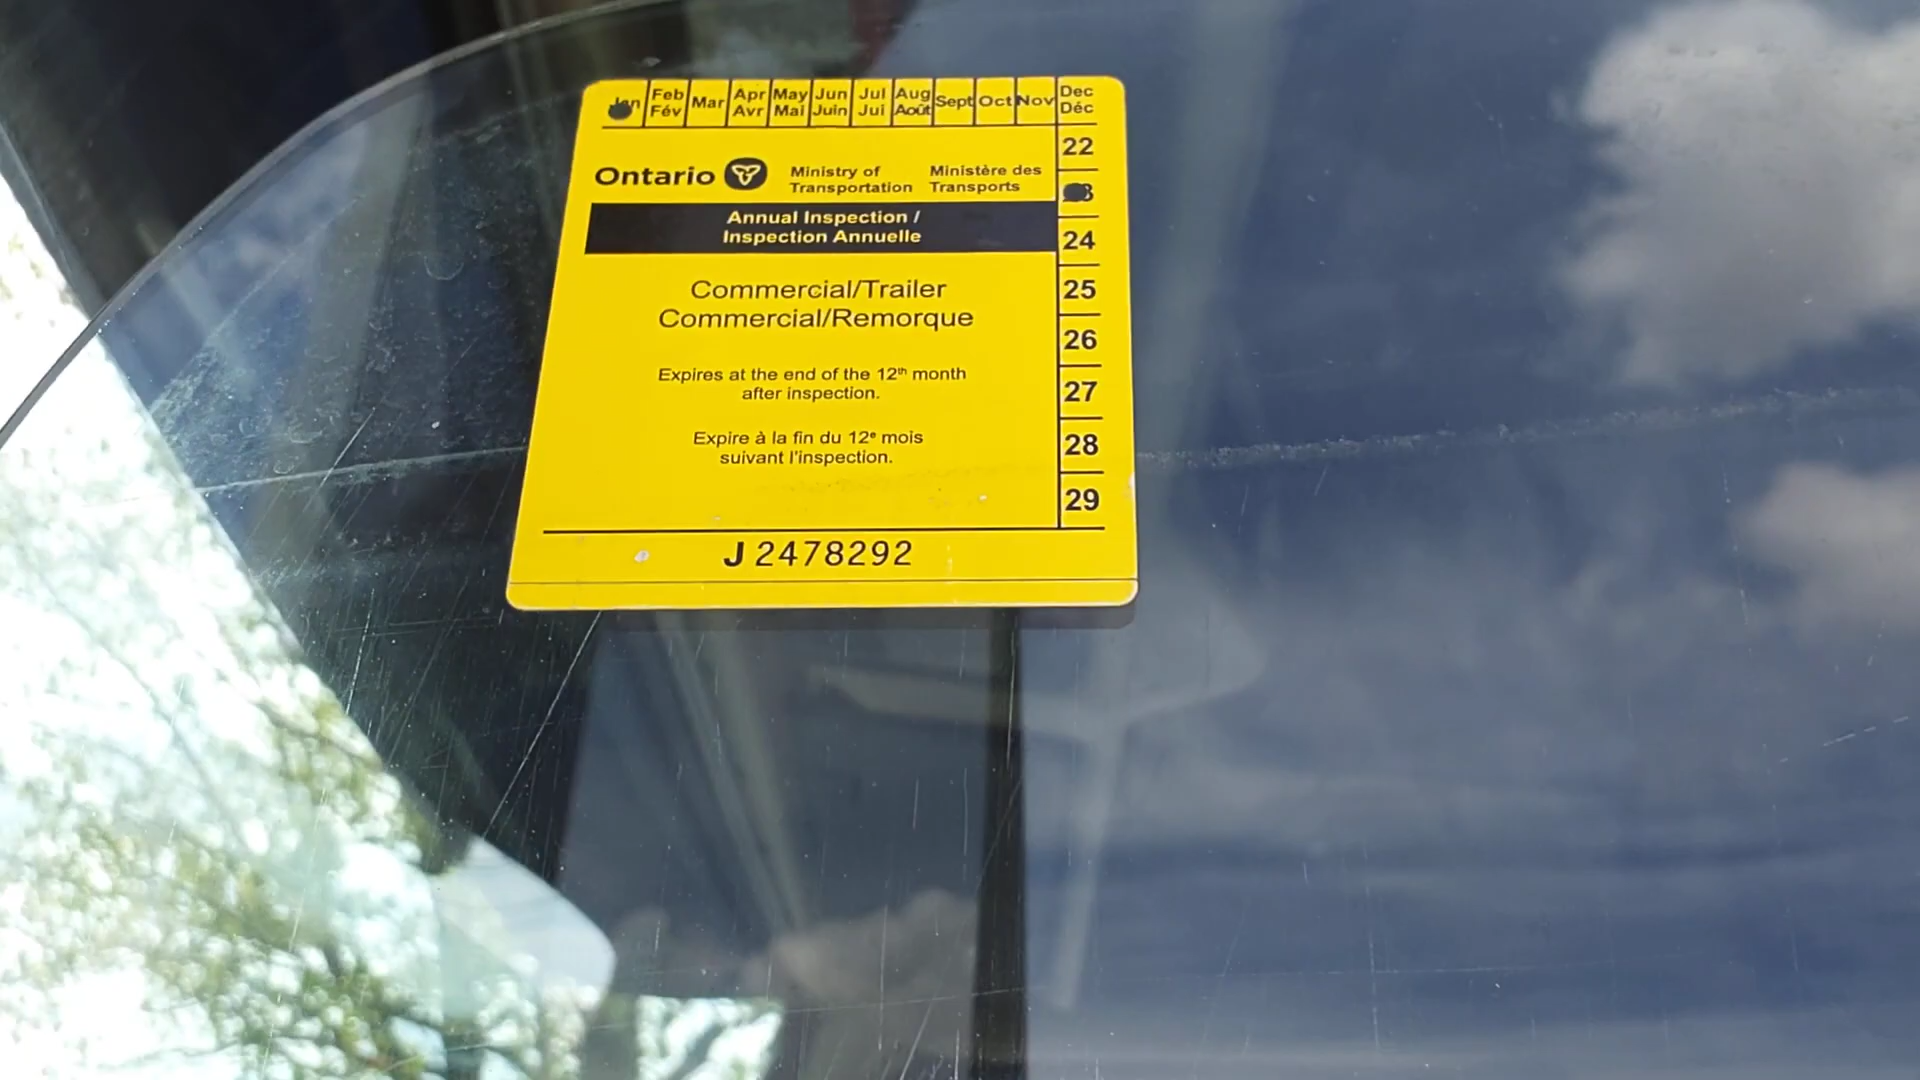 Jan Feb Mar Apr May Jun Jul Aug Sept Oct Nov Dec
Fév Avr Mai Juin Jui Août Déc
22
Ontario Ministry of Ministère des
Transportation Transports
Annual Inspection /
Inspection Annuelle
24
Commercial/Trailer
25
Commercial/Remorque
26
Expires at the end of the 12th month
after inspection.
27
Expire à la fin du 12e mois
28
suivant l'inspection.
29
J 2478292